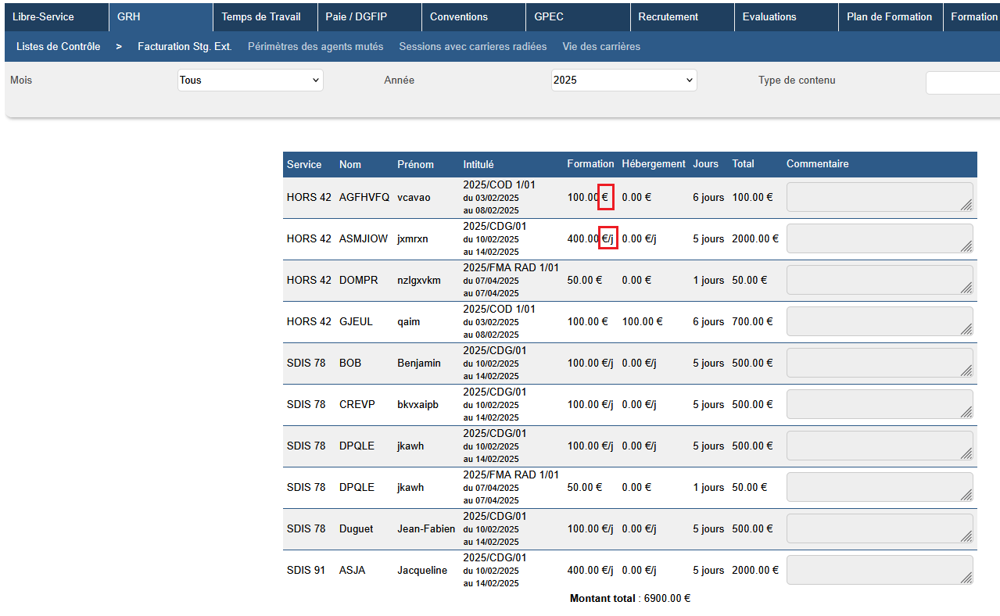 Libre-Service GRH Temps de Travail Paie / DGFIP Conventions GPEC Recrutement Evaluations Plan de Formation Formation
Listes de Contrôle > Facturation Stg. Ext. Périmètres des agents mutés Sessions avec carrieres radiées Vie des carrières
Mois Tous Année 2025 Type de contenu
Service Nom Prénom Intitulé Formation Hébergement Jours Total Commentaire
2025/COD 1/01
HORS 42 AGFHVFQ vcavao du 03/02/2025 100.00 € 0.00 € 6 jours 100.00 €
au 08/02/2025
2025/CDG/01
HORS 42 ASMJIOW jxmrxn du 10/02/2025 400.00 €/j 0.00 €/j 5 jours 2000.00 €
au 14/02/2025
2025/FMA RAD 1/01
HORS 42 DOMPR nzlgxvkm du 07/04/2025 50.00 € 0.00 € 1 jours 50.00 €
au 07/04/2025
2025/COD 1/01
HORS 42 GJEUL qaim du 03/02/2025 100.00 € 100.00 € 6 jours 700.00 €
au 08/02/2025
2025/CDG/01
SDIS 78 BOB Benjamin du 10/02/2025 100.00 €/j 0.00 €/j 5 jours 500.00 €
au 14/02/2025
2025/CDG/01
SDIS 78 CREVP bkvxaipb du 10/02/2025 100.00 €/j 0.00 €/j 5 jours 500.00 €
au 14/02/2025
2025/CDG/01
SDIS 78 DPQLE jkawh du 10/02/2025 100.00 €/j 0.00 €/j 5 jours 500.00 €
au 14/02/2025
2025/FMA RAD 1/01
SDIS 78 DPQLE jkawh du 07/04/2025 50.00 € 0.00 € 1 jours 50.00 €
au 07/04/2025
2025/CDG/01
SDIS 78 Duguet Jean-Fabien du 10/02/2025 100.00 €/j 0.00 €/j 5 jours 500.00 €
au 14/02/2025
2025/CDG/01
SDIS 91 ASJA Jacqueline du 10/02/2025 400.00 €/j 0.00 €/j 5 jours 2000.00 €
au 14/02/2025
Montant total : 6900.00 €